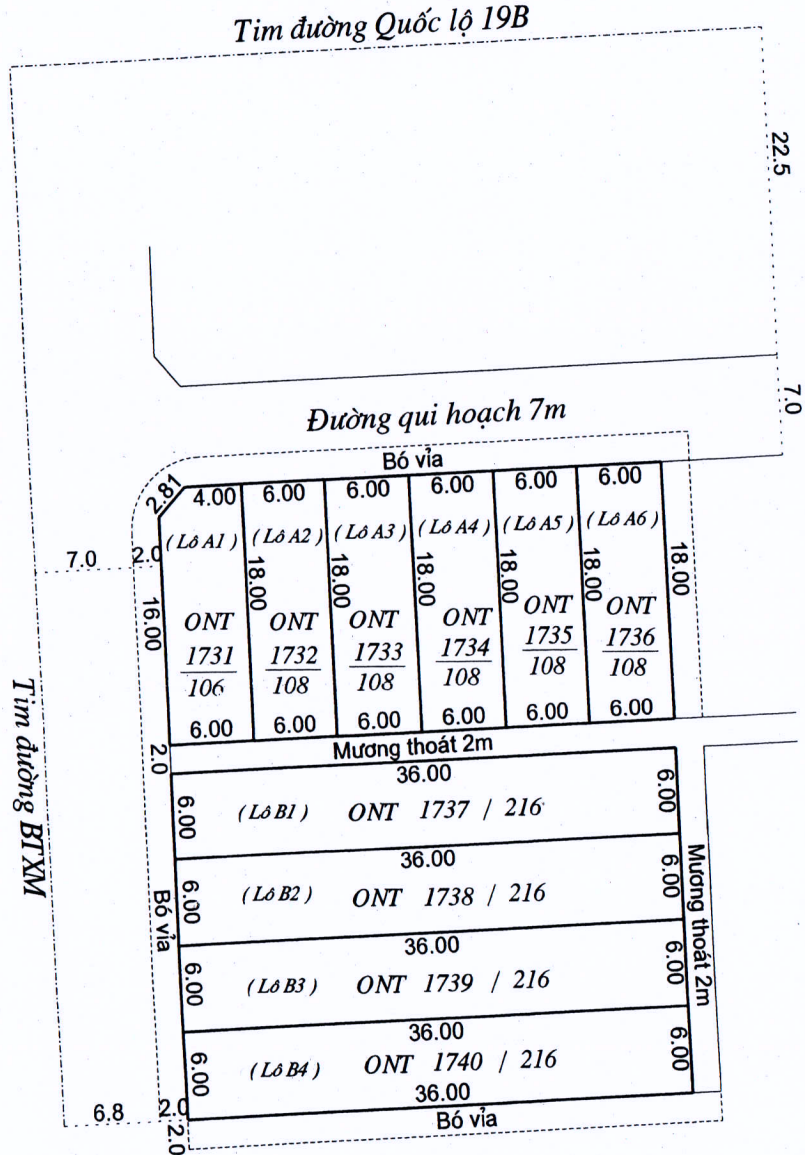 Tim đường Quốc lộ 19B
22.5
7.0
Đường qui hoạch 7m
Bó vỉa
2.81
4.00 6.00 6.00 6.00 6.00 6.00
(Lô A1) (Lô A2) (Lô A3) (Lô A4) (Lô A5) (Lô A6)
7.0 2.0
16.00 18.00 18.00 18.00 18.00 18.00 18.00
ONT ONT ONT ONT ONT ONT
1731 1732 1733 1734 1735 1736
106 108 108 108 108 108
6.00 6.00 6.00 6.00 6.00 6.00
2.0
Mương thoát 2m
Tim đường BTXM
36.00
6.00 (Lô B1) ONT 1737 / 216 6.00
36.00
6.00 (Lô B2) ONT 1738 / 216 6.00
Bó vỉa
Mương thoát 2m
36.00
6.00 (Lô B3) ONT 1739 / 216 6.00
36.00
6.00 (Lô B4) ONT 1740 / 216 6.00
36.00
6.8 2.0
2.0
Bó vỉa